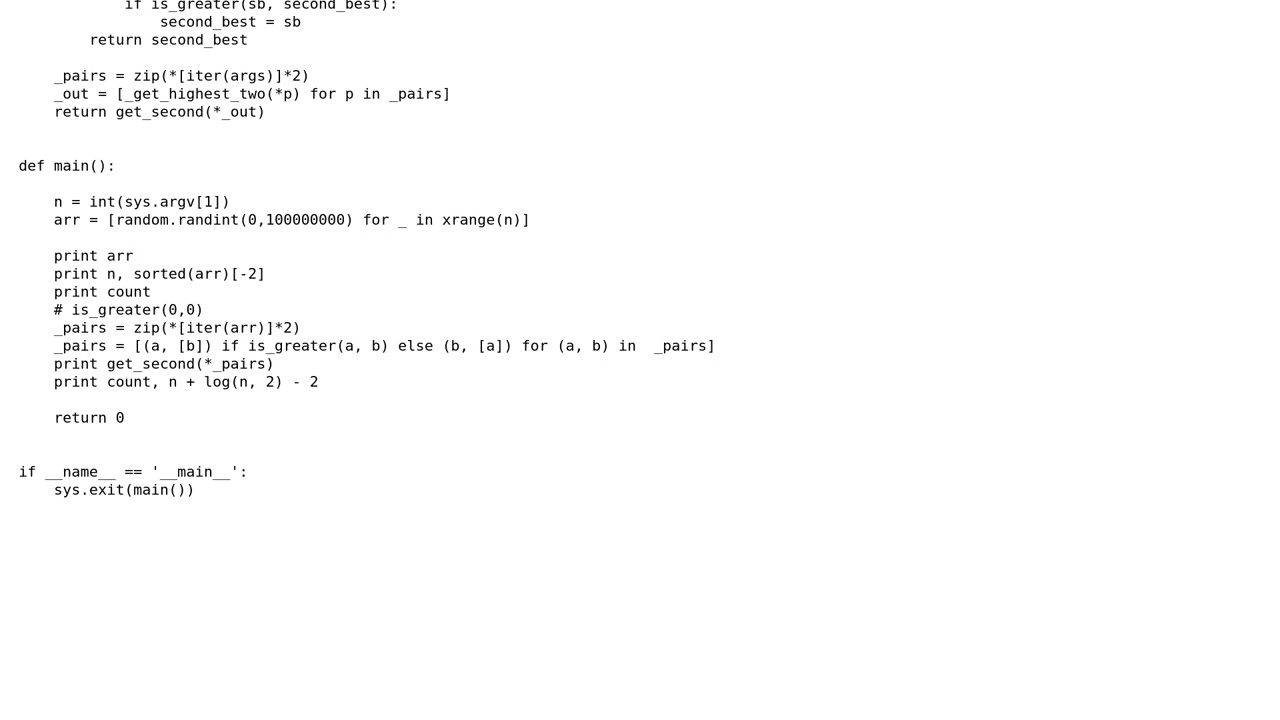 if is_greater(sb, second_best):
                second_best = sb
        return second_best

    _pairs = zip(*[iter(args)]*2)
    _out = [_get_highest_two(*p) for p in _pairs]
    return get_second(*_out)


def main():

    n = int(sys.argv[1])
    arr = [random.randint(0,100000000) for _ in xrange(n)]

    print arr
    print n, sorted(arr)[-2]
    print count
    # is_greater(0,0)
    _pairs = zip(*[iter(arr)]*2)
    _pairs = [(a, [b]) if is_greater(a, b) else (b, [a]) for (a, b) in  _pairs]
    print get_second(*_pairs)
    print count, n + log(n, 2) - 2

    return 0


if __name__ == '__main__':
    sys.exit(main())